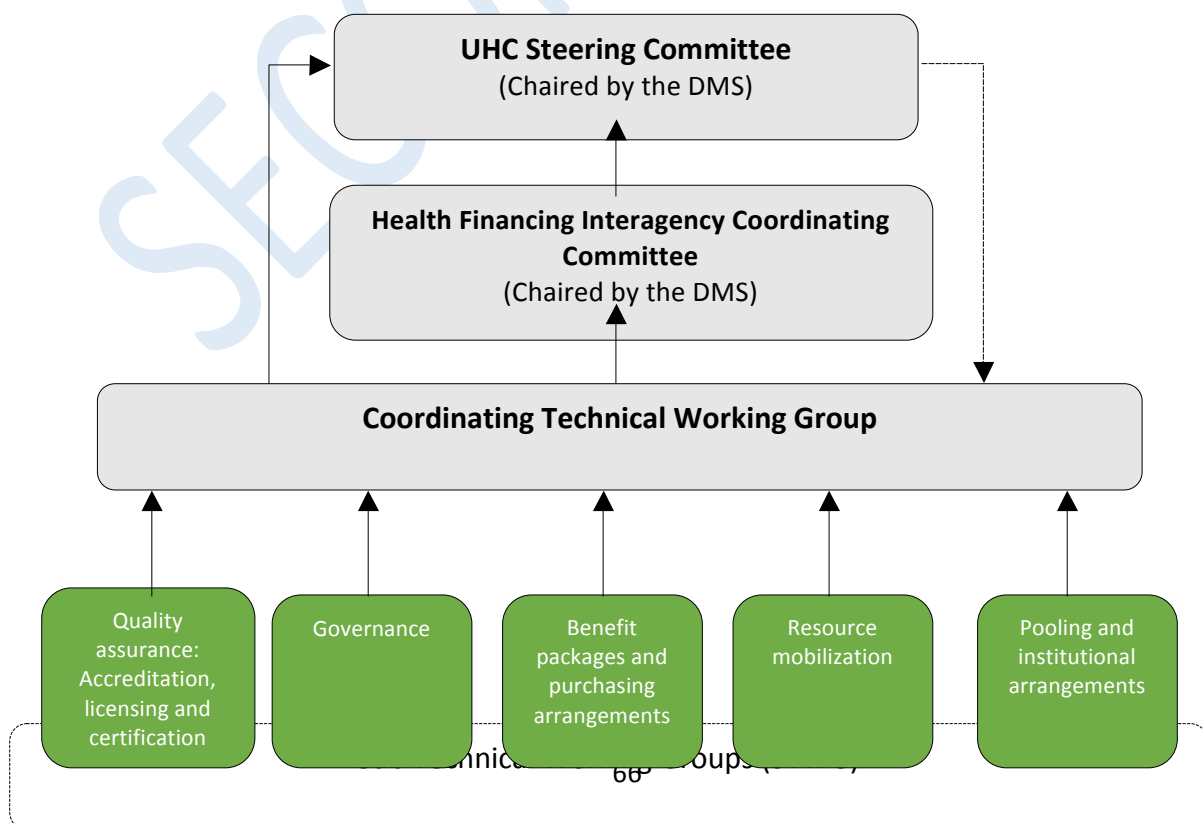 SEC
UHC Steering Committee
(Chaired by the DMS)
Health Financing Interagency Coordinating
Committee
(Chaired by the DMS)
Coordinating Technical Working Group
Quality
assurance:
Accreditation,
licensing and
certification
Governance
Benefit
packages and
purchasing
arrangements
Resource
mobilization
Pooling and
institutional
arrangements
66